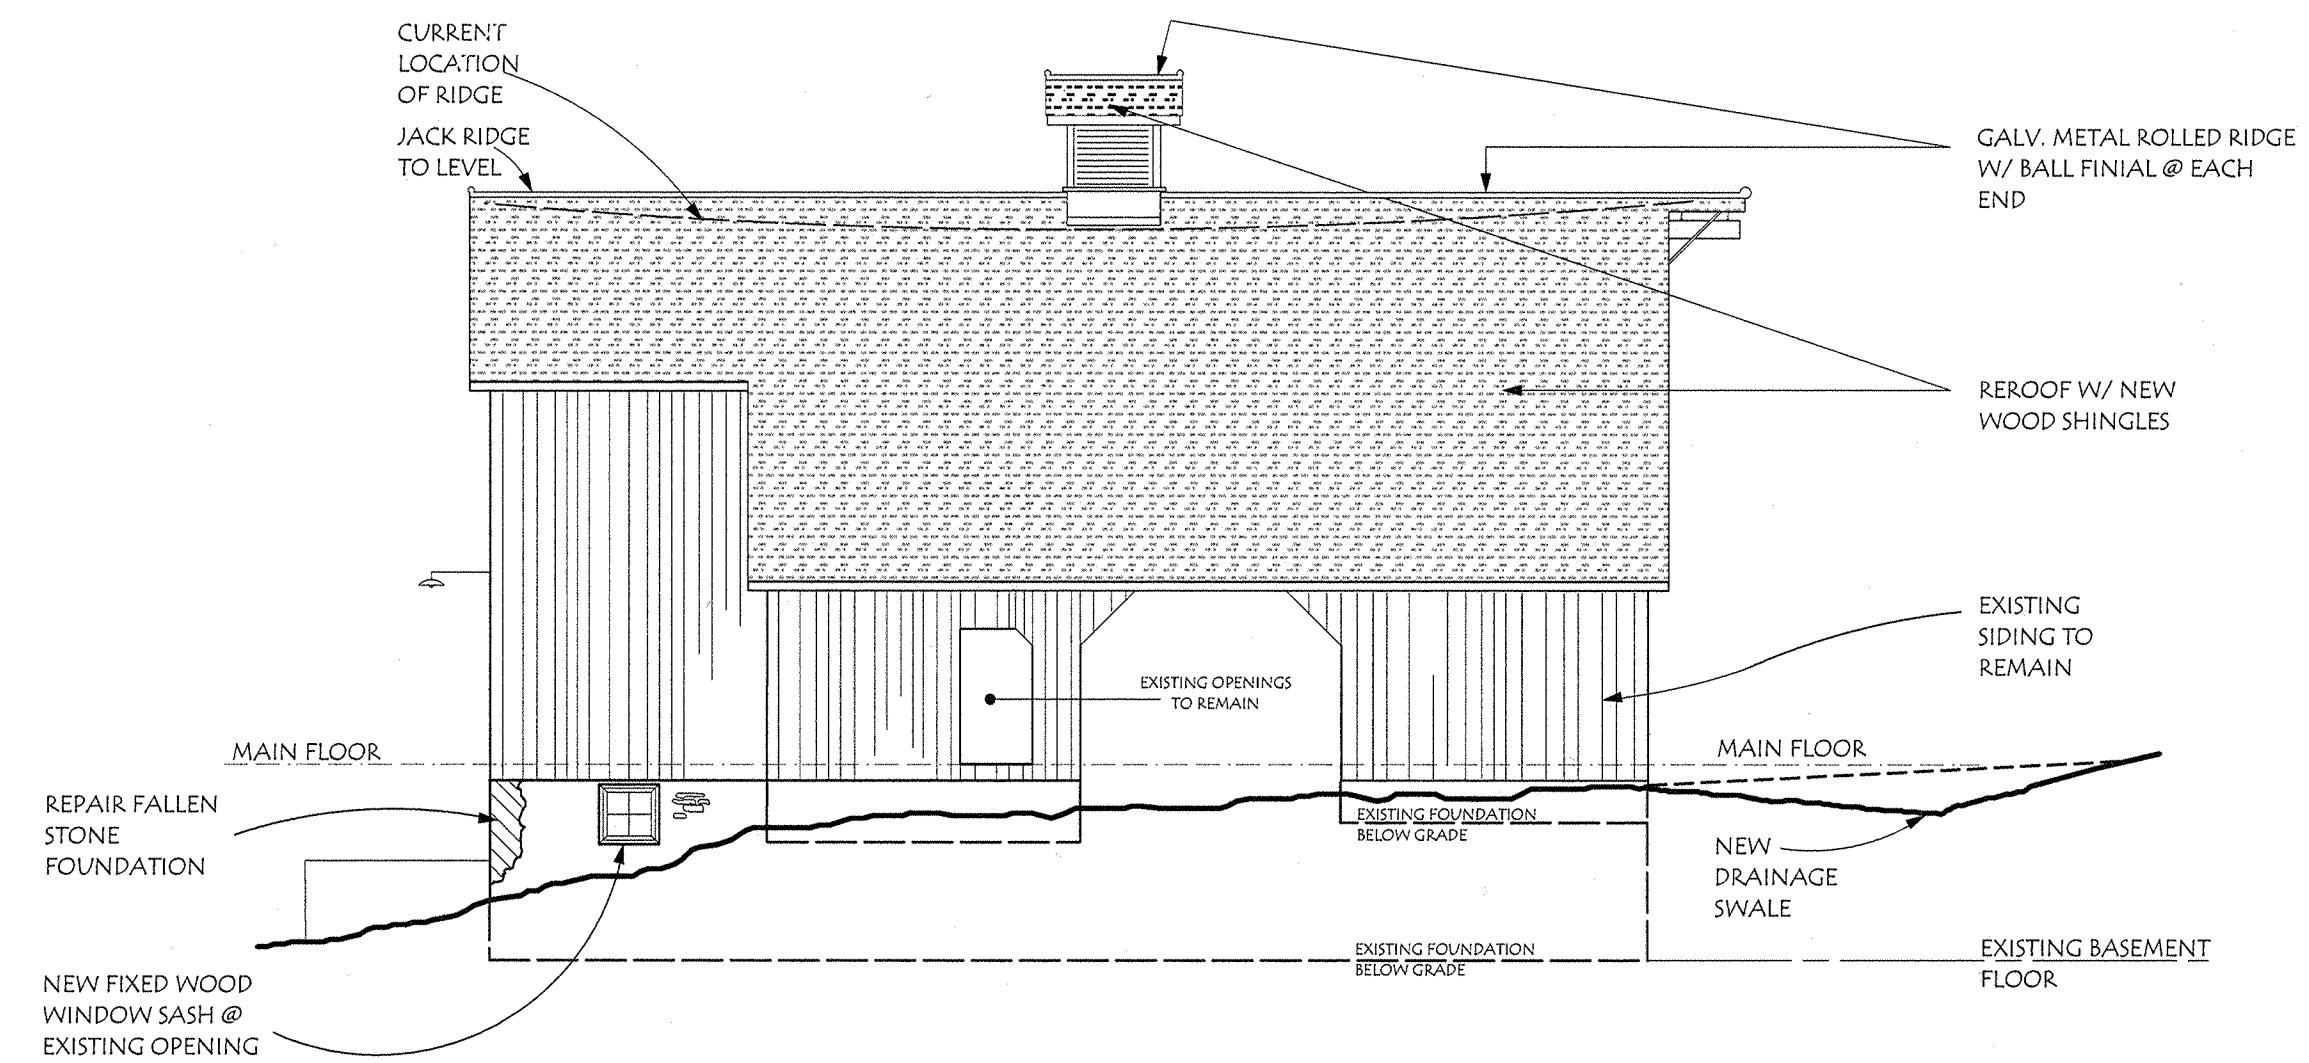 CURRENT
LOCATION
OF RIDGE
JACK RIDGE
TO LEVEL
GALV. METAL ROLLED RIDGE
W/ BALL FINIAL @ EACH
END
REROOF W/ NEW
WOOD SHINGLES
EXISTING
SIDING TO
REMAIN
EXISTING OPENINGS
TO REMAIN
MAIN FLOOR
MAIN FLOOR
REPAIR FALLEN
STONE
FOUNDATION
EXISTING FOUNDATION
BELOW GRADE
NEW
DRAINAGE
SWALE
EXISTING FOUNDATION
BELOW GRADE
EXISTING BASEMENT
FLOOR
NEW FIXED WOOD
WINDOW SASH @
EXISTING OPENING